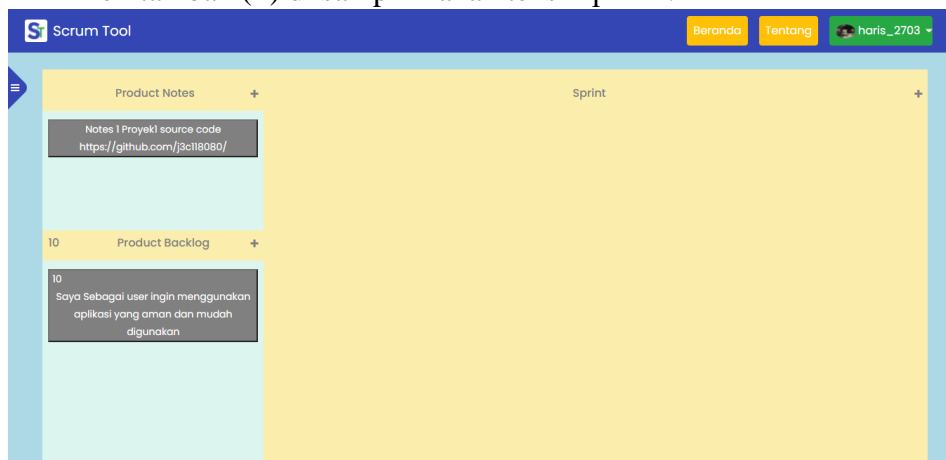 Scrum Tool
Beranda
Tentang
haris_2703
Product Notes +
Sprint +
Notes 1 Proyek1 source code
https://github.com/j3c118080/
10 Product Backlog +
10
Saya Sebagai user ingin menggunakan
aplikasi yang aman dan mudah
digunakan